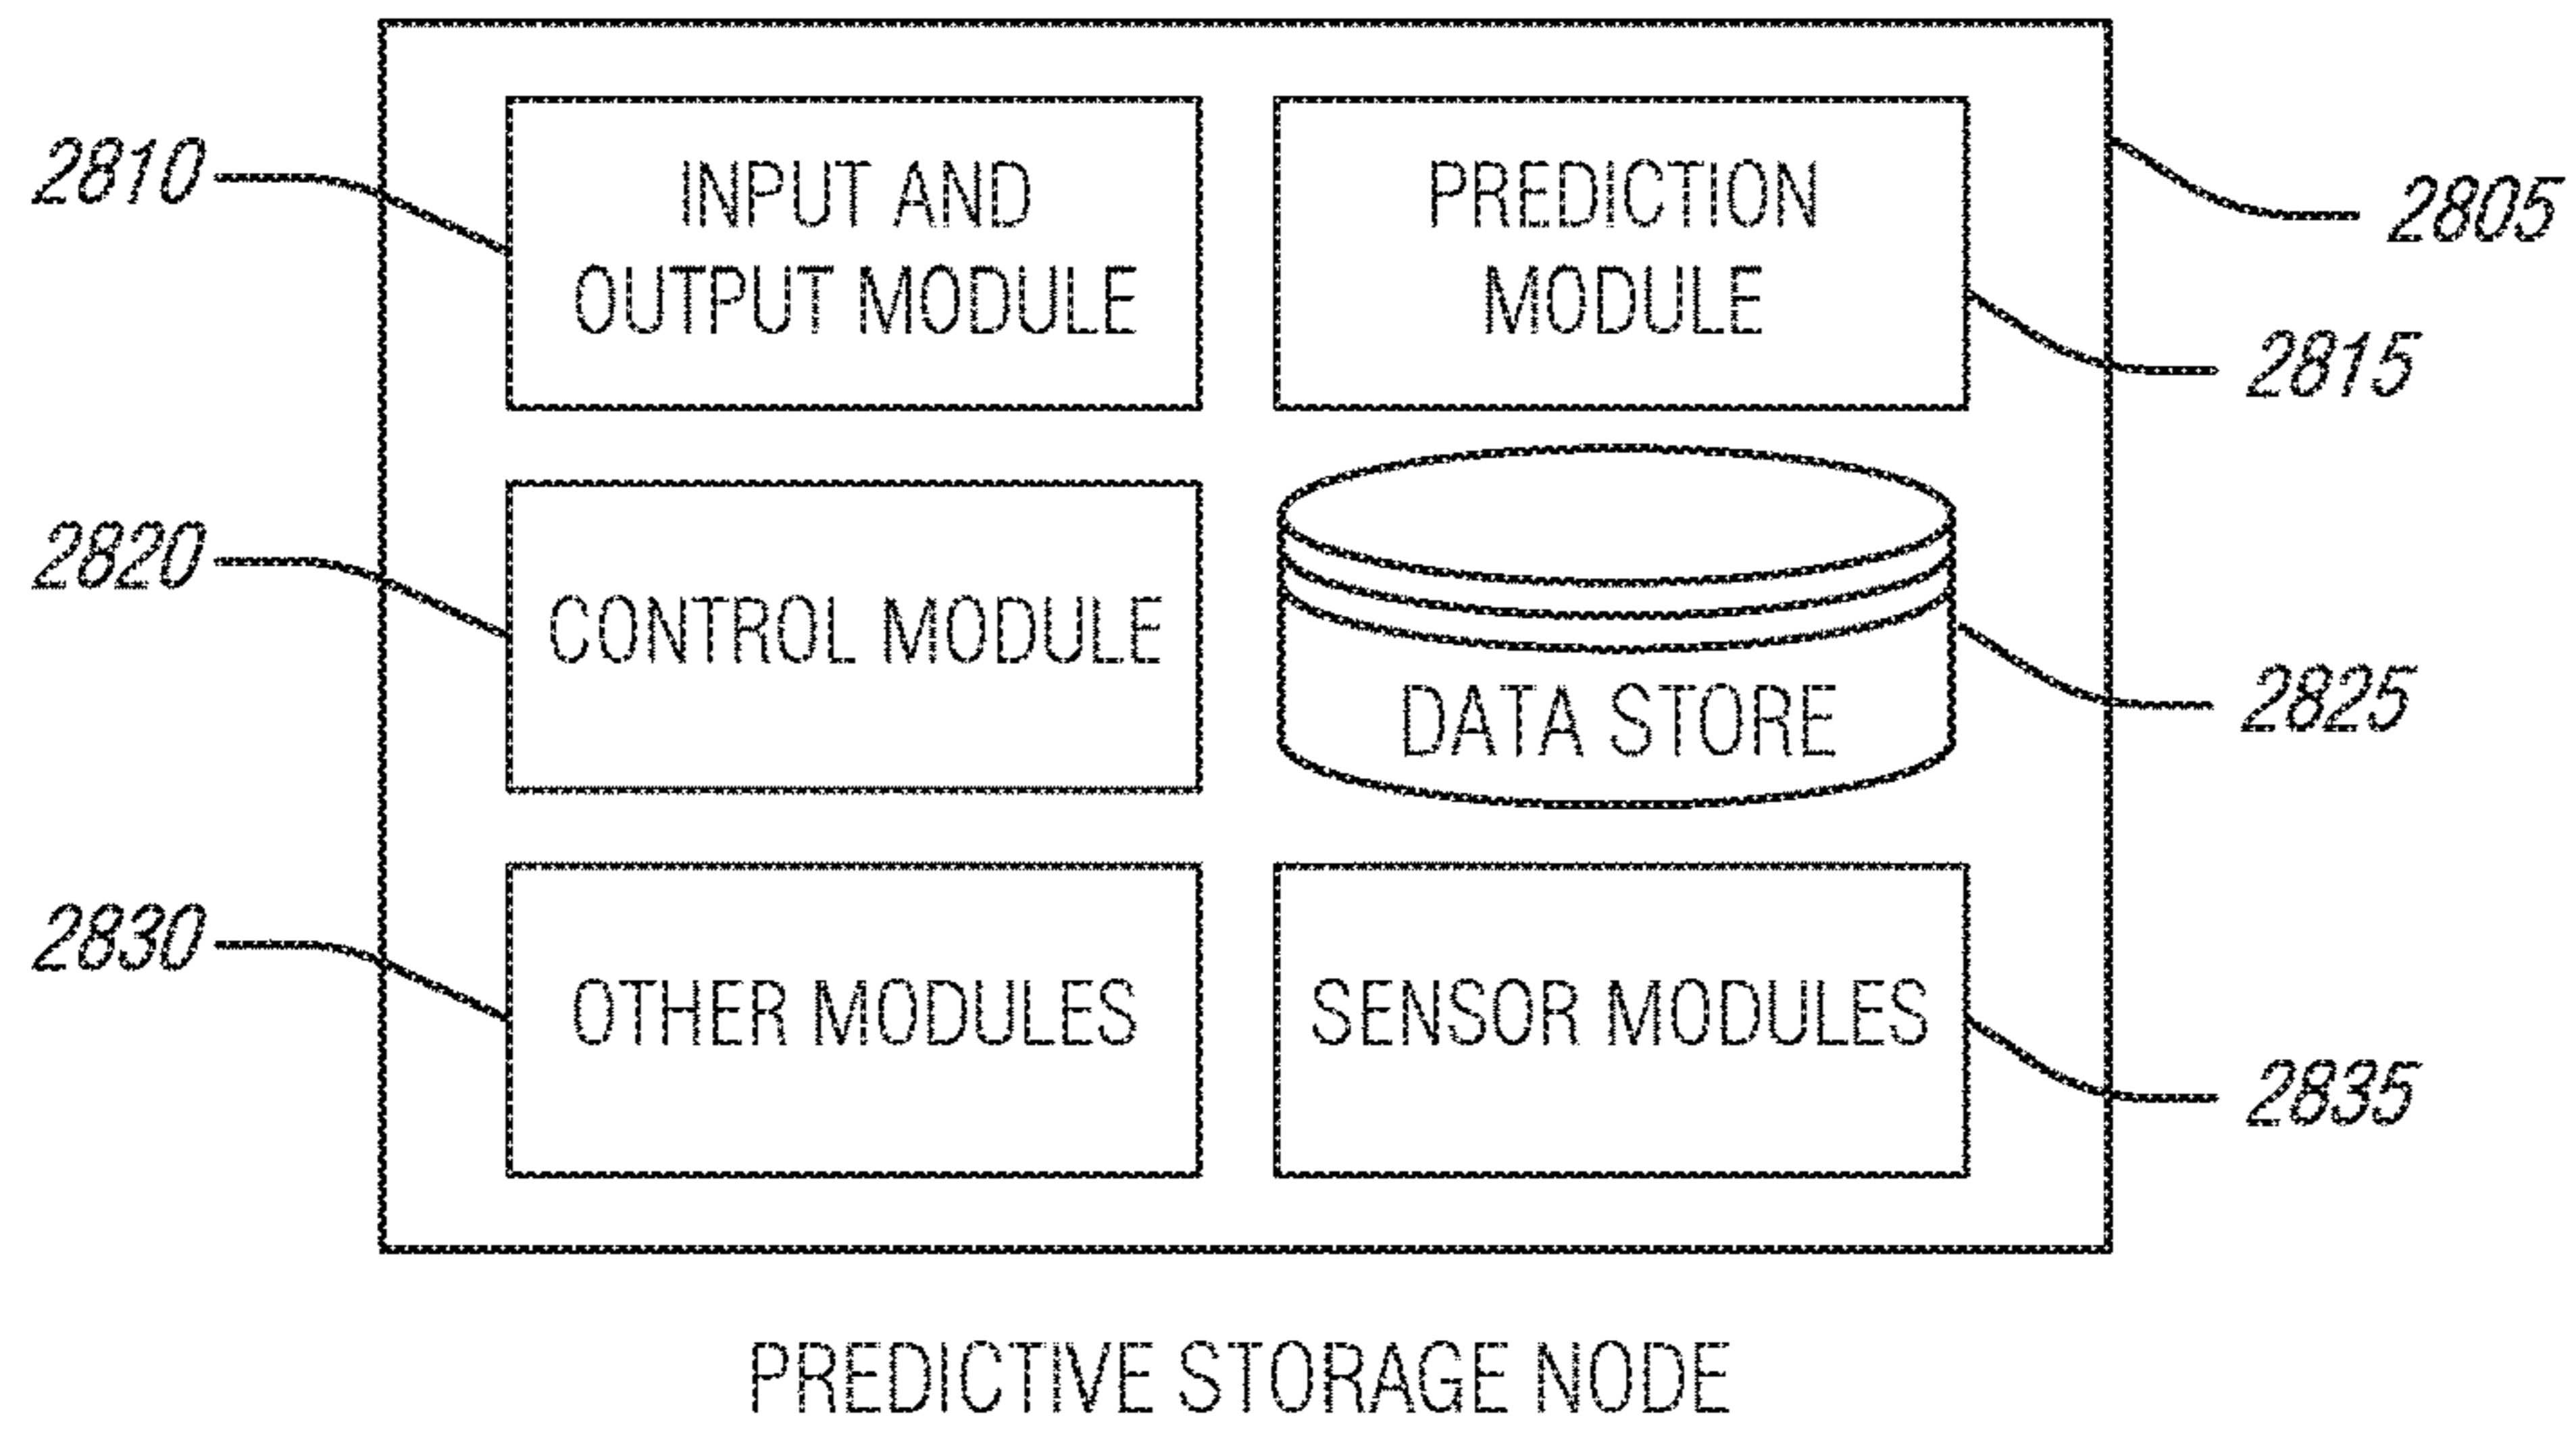 2810
INPUT AND
OUTPUT MODULE
PREDICTION
MODULE
2805
2815
2820
CONTROL MODULE
DATA STORE
2825
2830
OTHER MODULES
SENSOR MODULES
2835
PREDICTIVE STORAGE NODE